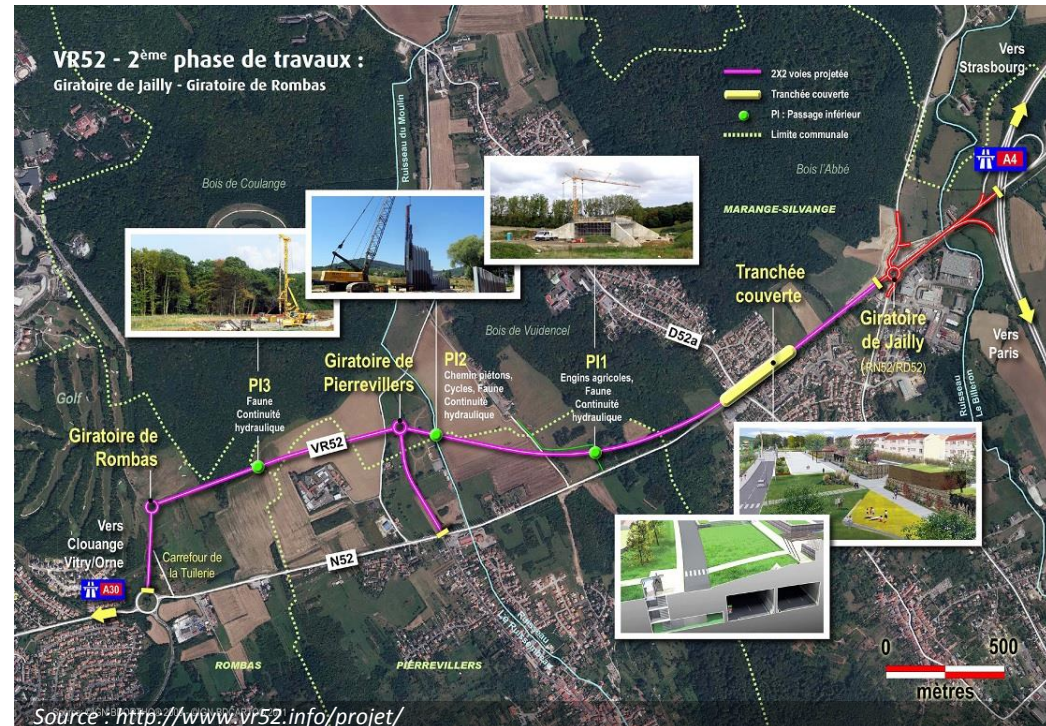 VR52 - 2ème phase de travaux :
Giratoire de Jailly - Giratoire de Rombas
2X2 voies projetée
Tranchée couverte
PI : Passage inférieur
Limite communale
Vers
Strasbourg
A4
Ruisseau du Moulin
Bois de Coulange
Bois l'Abbé
MARANGE-SILVANGE
Tranchée
couverte
D52a
Bois de Vuidencel
Giratoire
de Jailly
(RN52/RD52)
Vers
Paris
Ruisseau
Le Billeron
Giratoire de
Pierrevillers
PI2
Chemin piétons,
Cycles, Faune
Continuité
hydraulique
PI1
Engins agricoles,
Faune
Continuité
hydraulique
PI3
Faune
Continuité
hydraulique
Golf
Giratoire de
Rombas
VR52
Vers
Clouange
Vitry/Orne
A30
Carrefour de
la Tuilerie
N52
ROMBAS
PIERREVILLERS
0 500
mètres
Source : http://www.vr52.info/projet/